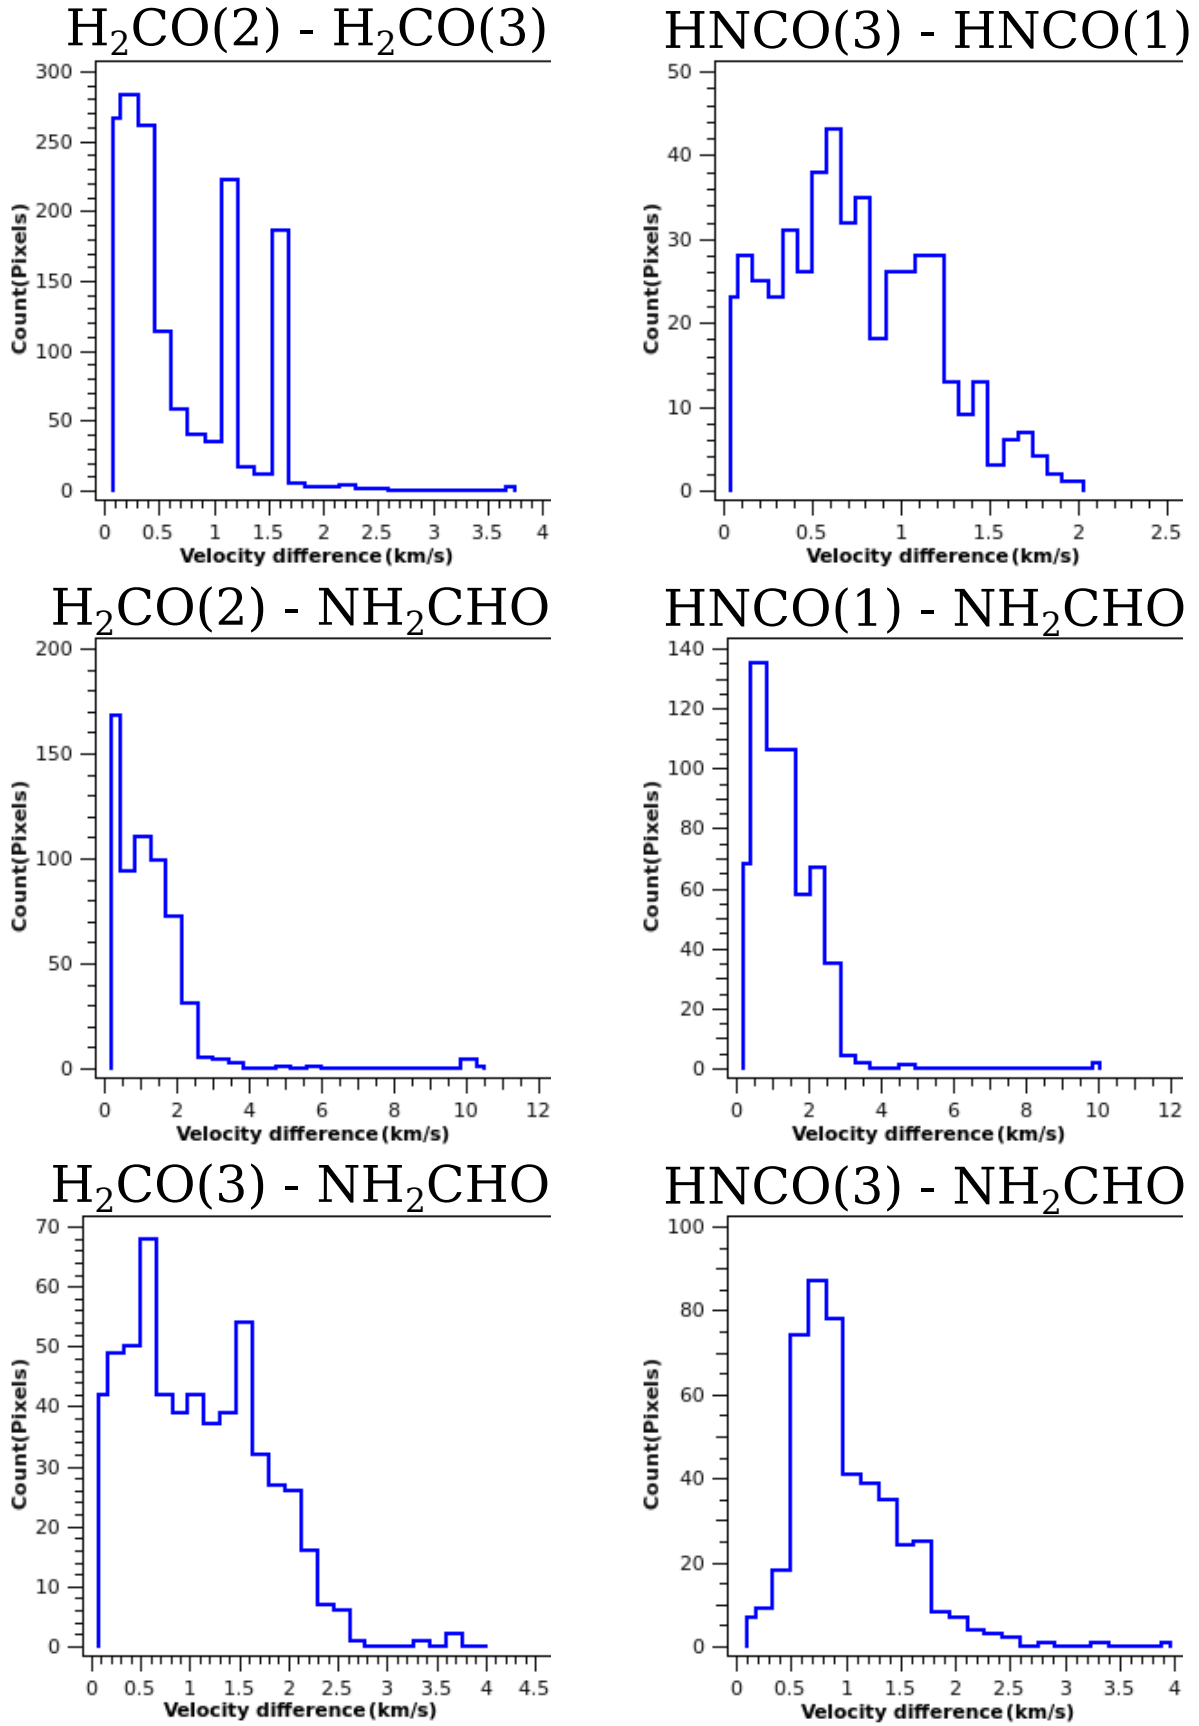 H₂CO(2) - H₂CO(3)
300
250
200
150
100
50
0
Count(Pixels)
0 0.5 1 1.5 2 2.5 3 3.5 4
Velocity difference(km/s)
HNCO(3) - HNCO(1)
50
40
30
20
10
0
Count(Pixels)
0 0.5 1 1.5 2 2.5
Velocity difference(km/s)
H₂CO(2) - NH₂CHO
200
150
100
50
0
Count(Pixels)
0 2 4 6 8 10 12
Velocity difference(km/s)
HNCO(1) - NH₂CHO
140
120
100
80
60
40
20
0
Count(Pixels)
0 2 4 6 8 10 12
Velocity difference(km/s)
H₂CO(3) - NH₂CHO
70
60
50
40
30
20
10
0
Count(Pixels)
0 0.5 1 1.5 2 2.5 3 3.5 4 4.5
Velocity difference(km/s)
HNCO(3) - NH₂CHO
100
80
60
40
20
0
Count(Pixels)
0 0.5 1 1.5 2 2.5 3 3.5 4
Velocity difference(km/s)